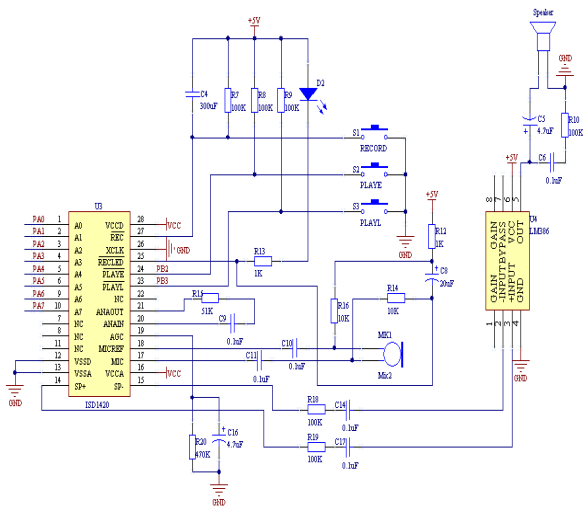 Speaker
+5V
GND
C4
300uF
R7
100K
R8
100K
R9
100K
D2
C5
4.7uF
+
R10
100K
S1
RECORD
C6
0.1uF
+5V
S2
PLAYE
+5V
S3
PLAYL
GND
R12
1K
U4
LM386
8 7 6 5
GAIN BYPASS VCC OUT
GAIN -INPUT +INPUT GND
1 2 3 4
GND
+
C8
20uF
U3
PA0 1 A0 VCCD 28 VCC
PA1 2 A1 REC 27
PA2 3 A2 XCLK 26 GND
PA3 4 A3 RECLED 25
PA4 5 A4 PLAYE 24 PB2
PA5 6 A5 PLAYL 23 PB3
PA6 9 A6 NC 22
PA7 10 A7 ANAOUT 21
7 NC ANAIN 20
8 NC AGC 19
11 NC MICREF 18
12 VSSD MIC 17
13 VSSA VCCA 16 VCC
14 SP+ SP- 15
ISD1420
GND
R13
1K
R15
51K
C9
0.1uF
R16
10K
R14
10K
C10
0.1uF
C11
0.1uF
MK1
Mic2
R18
100K
C14
0.1uF
R19
100K
C17
0.1uF
R20
470K
+
C16
4.7uF
GND